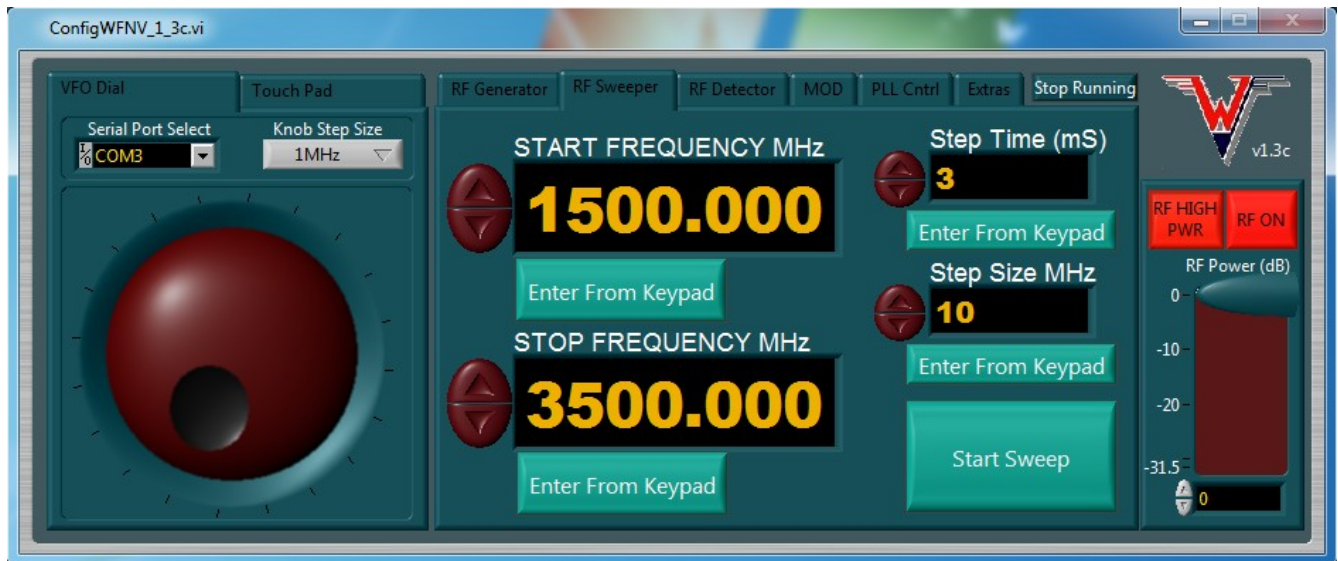 ConfigWFNV_1_3c.vi
VFO Dial
Touch Pad
Serial Port Select
COM3
Knob Step Size
1MHz
RF Generator
RF Sweeper
RF Detector
MOD
PLL Cntrl
Extras
Stop Running
START FREQUENCY MHz
1500.000
Enter From Keypad
STOP FREQUENCY MHz
3500.000
Enter From Keypad
Step Time (mS)
3
Enter From Keypad
Step Size MHz
10
Enter From Keypad
Start Sweep
W
v1.3c
RF HIGH
PWR
RF ON
RF Power (dB)
0
-10
-20
-31.5
0